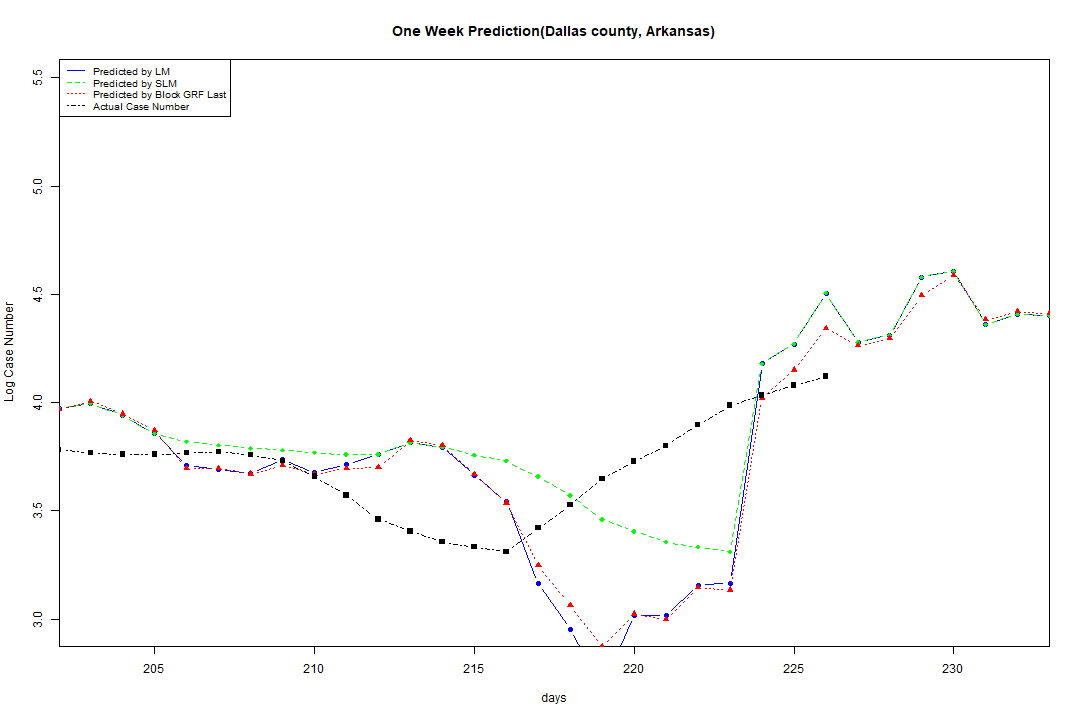 One Week Prediction(Dallas county, Arkansas)
Predicted by LM
Predicted by SLM
Predicted by Block GRF Last
Actual Case Number
5.5
5.0
4.5
4.0
3.5
3.0
Log Case Number
205 210 215 220 225 230
days